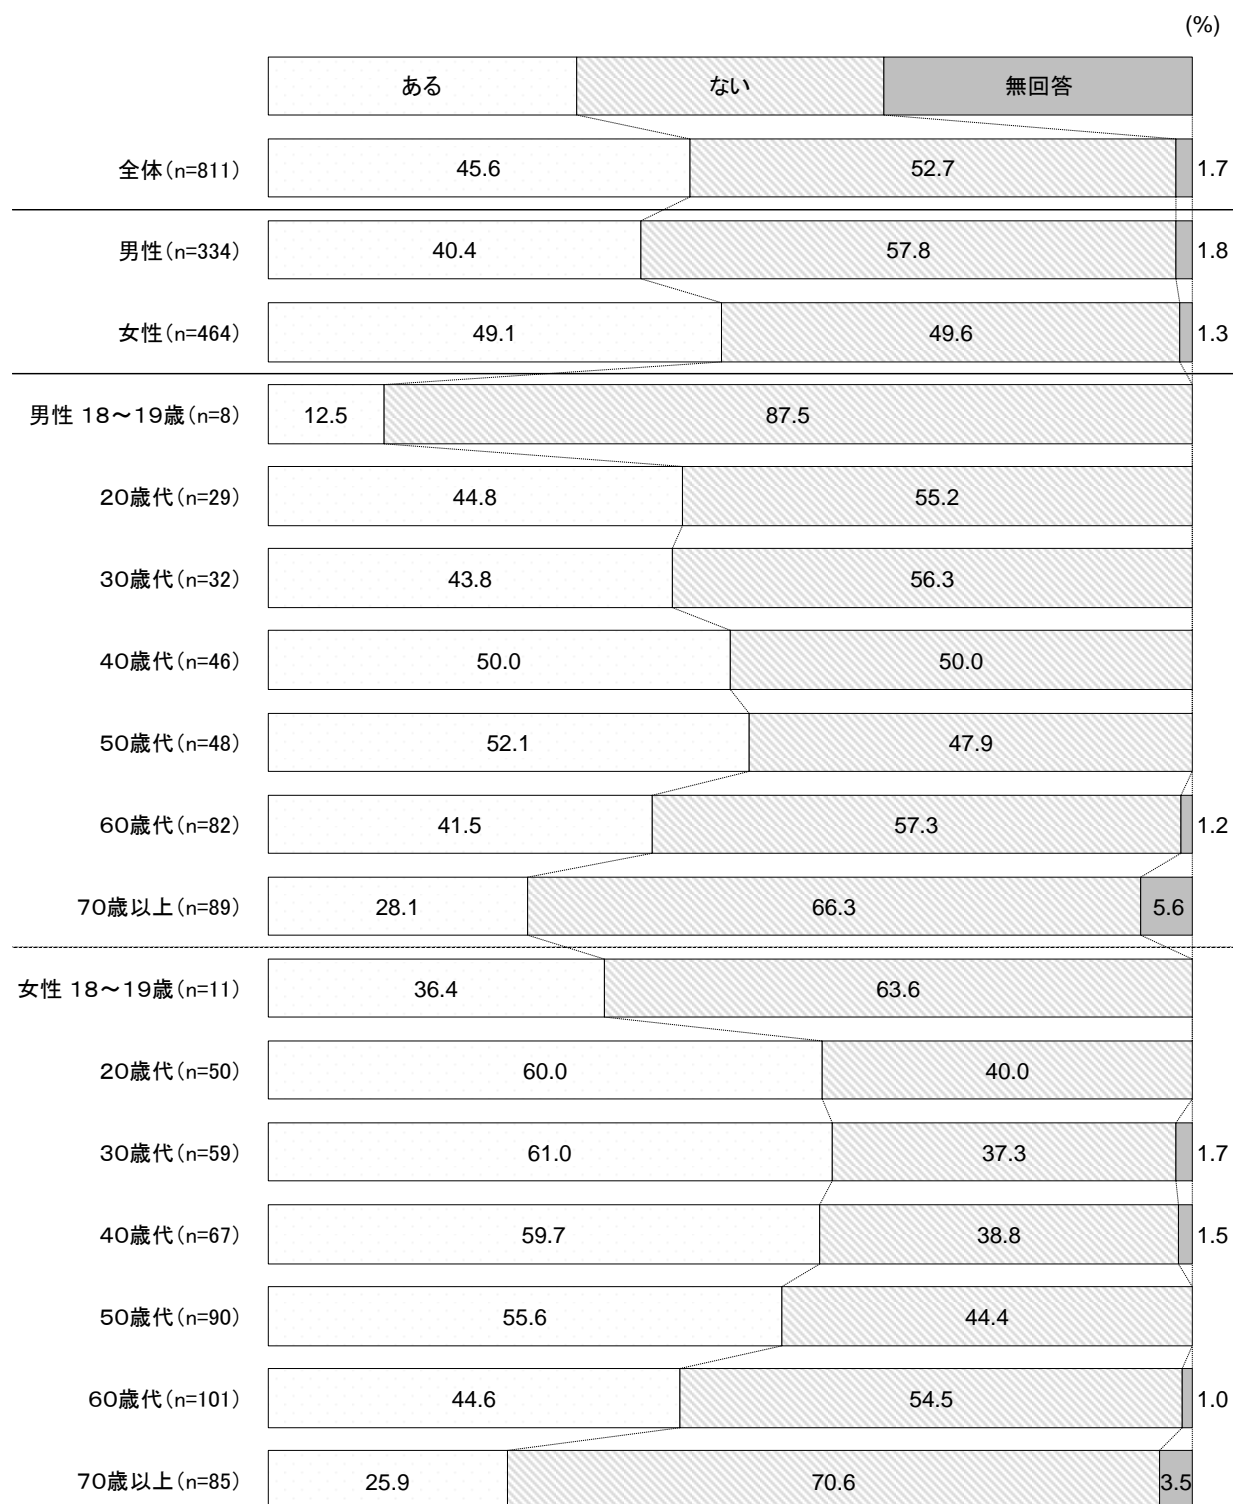 (%)
ある ない 無回答
全体(n=811) 45.6 52.7 1.7
男性(n=334) 40.4 57.8 1.8
女性(n=464) 49.1 49.6 1.3
男性 18～19歳(n=8) 12.5 87.5
20歳代(n=29) 44.8 55.2
30歳代(n=32) 43.8 56.3
40歳代(n=46) 50.0 50.0
50歳代(n=48) 52.1 47.9
60歳代(n=82) 41.5 57.3 1.2
70歳以上(n=89) 28.1 66.3 5.6
女性 18～19歳(n=11) 36.4 63.6
20歳代(n=50) 60.0 40.0
30歳代(n=59) 61.0 37.3 1.7
40歳代(n=67) 59.7 38.8 1.5
50歳代(n=90) 55.6 44.4
60歳代(n=101) 44.6 54.5 1.0
70歳以上(n=85) 25.9 70.6 3.5